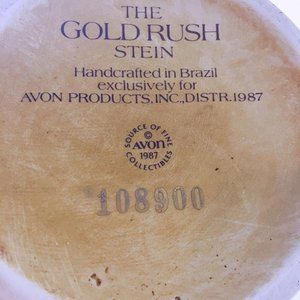 THE
GOLD RUSH
STEIN
Handcrafted in Brazil
exclusively for
AVON PRODUCTS,INC,DISTR.1987
SOURCE OF FINE
©
AVON
1987
COLLECTIBLES
108900